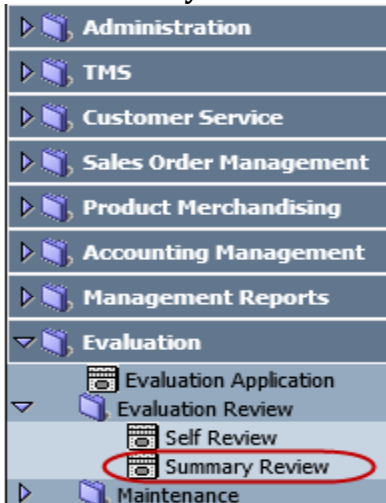 Administration
TMS
Customer Service
Sales Order Management
Product Merchandising
Accounting Management
Management Reports
Evaluation
Evaluation Application
Evaluation Review
Self Review
Summary Review
Maintenance